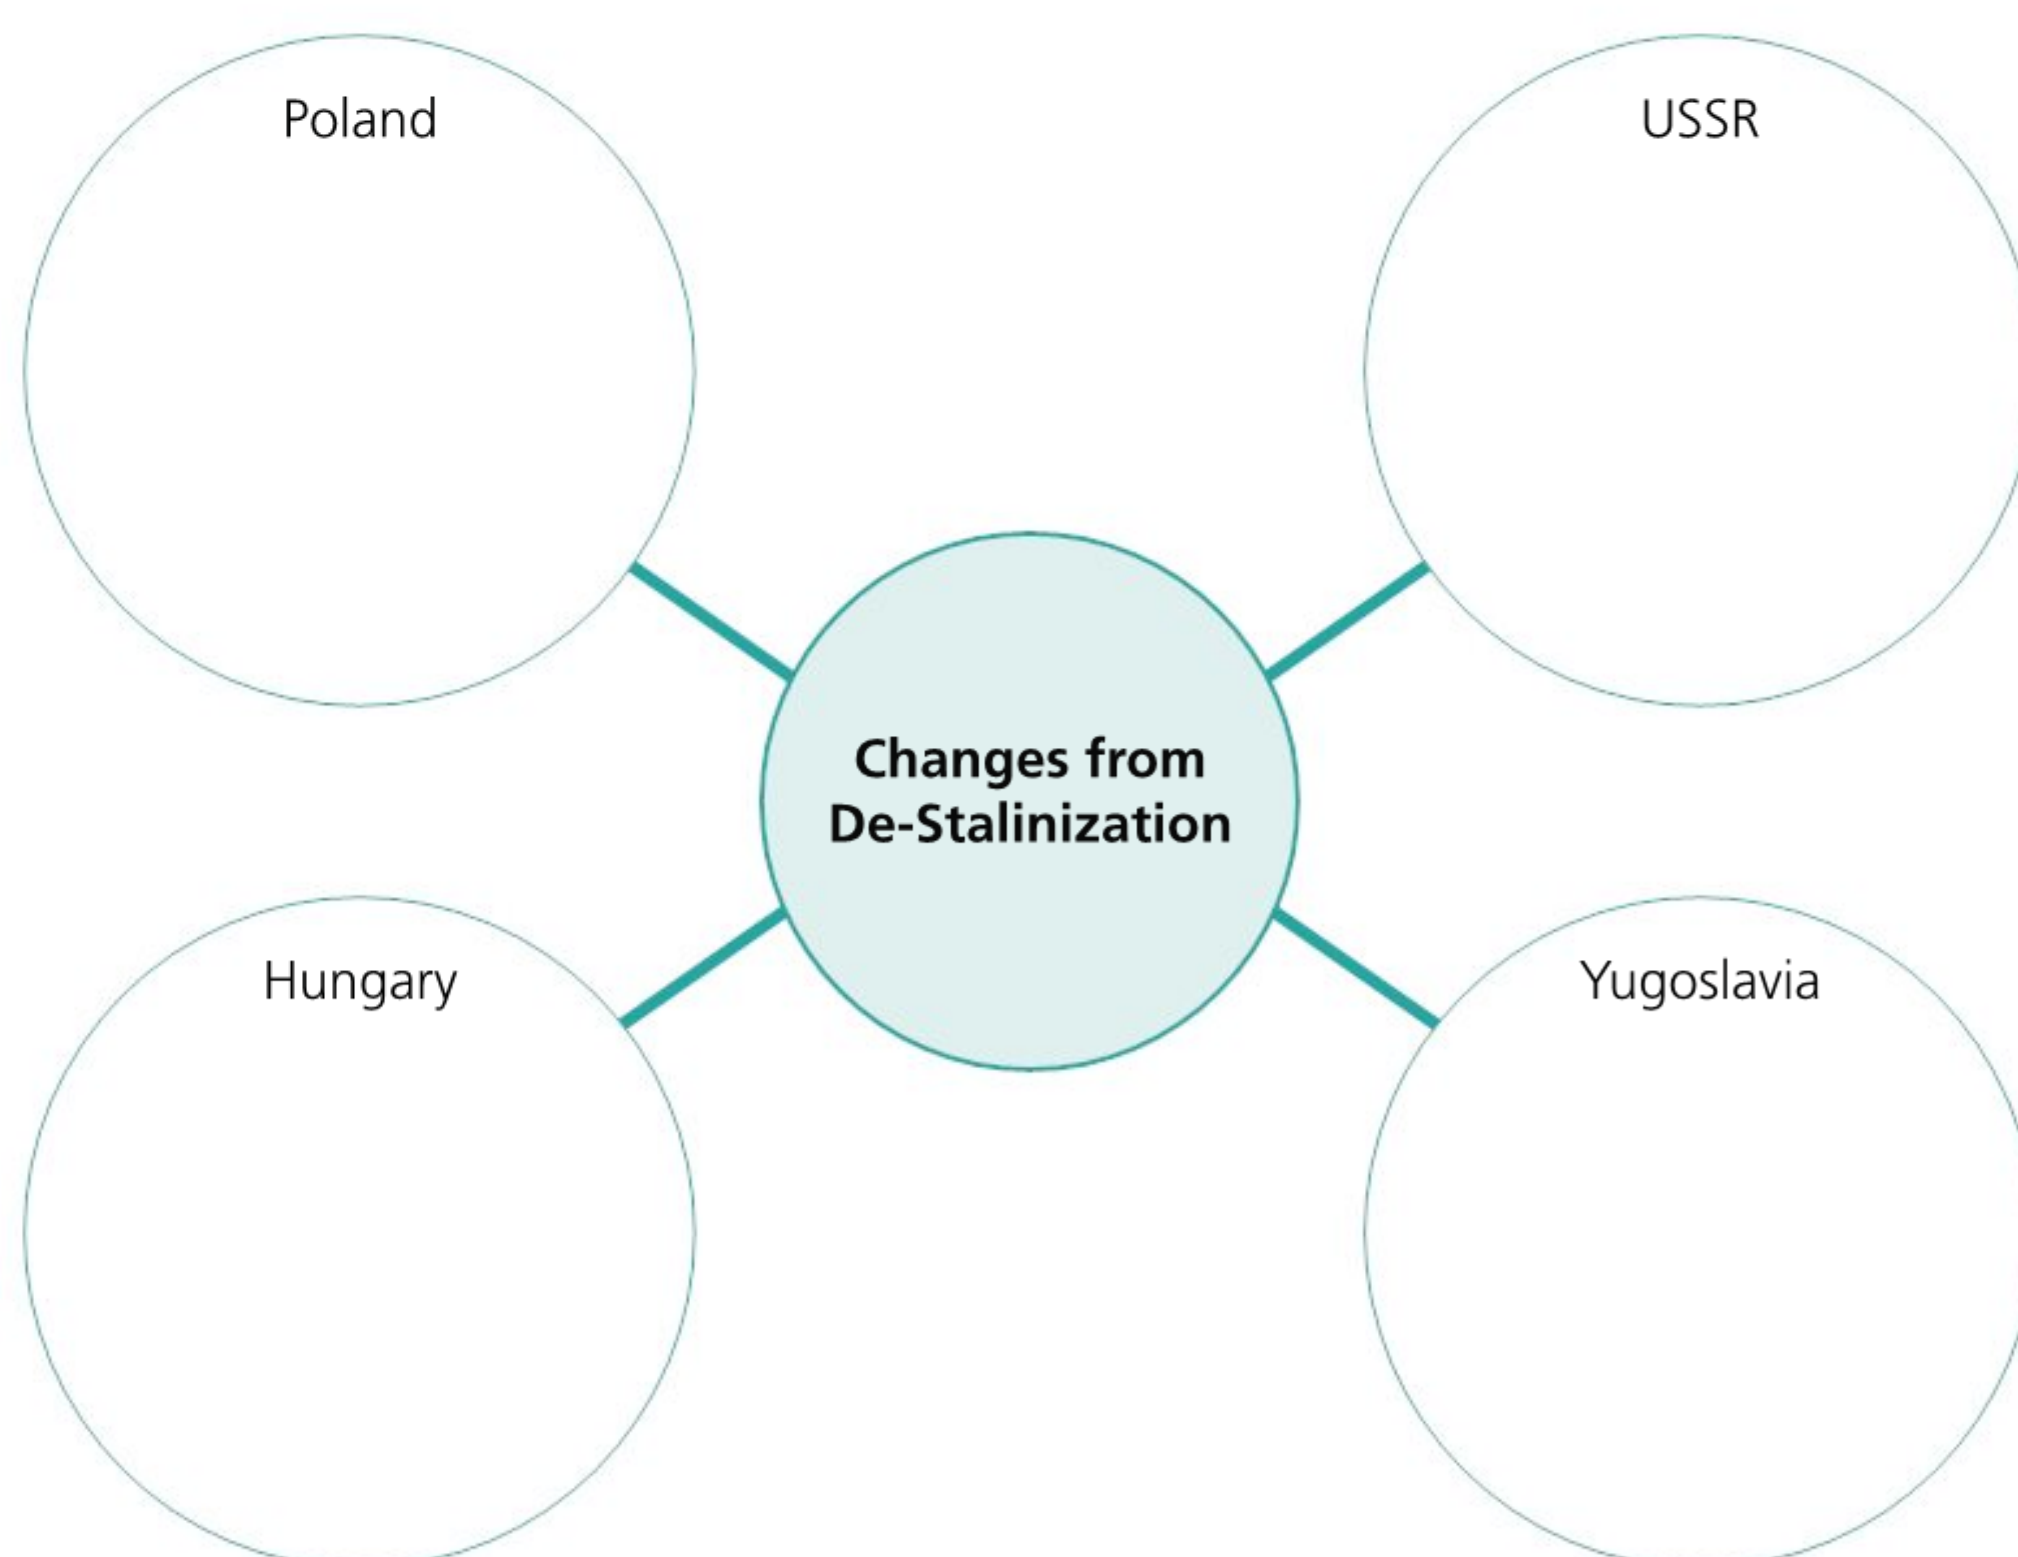 Poland
USSR
Changes from
De-Stalinization
Hungary
Yugoslavia